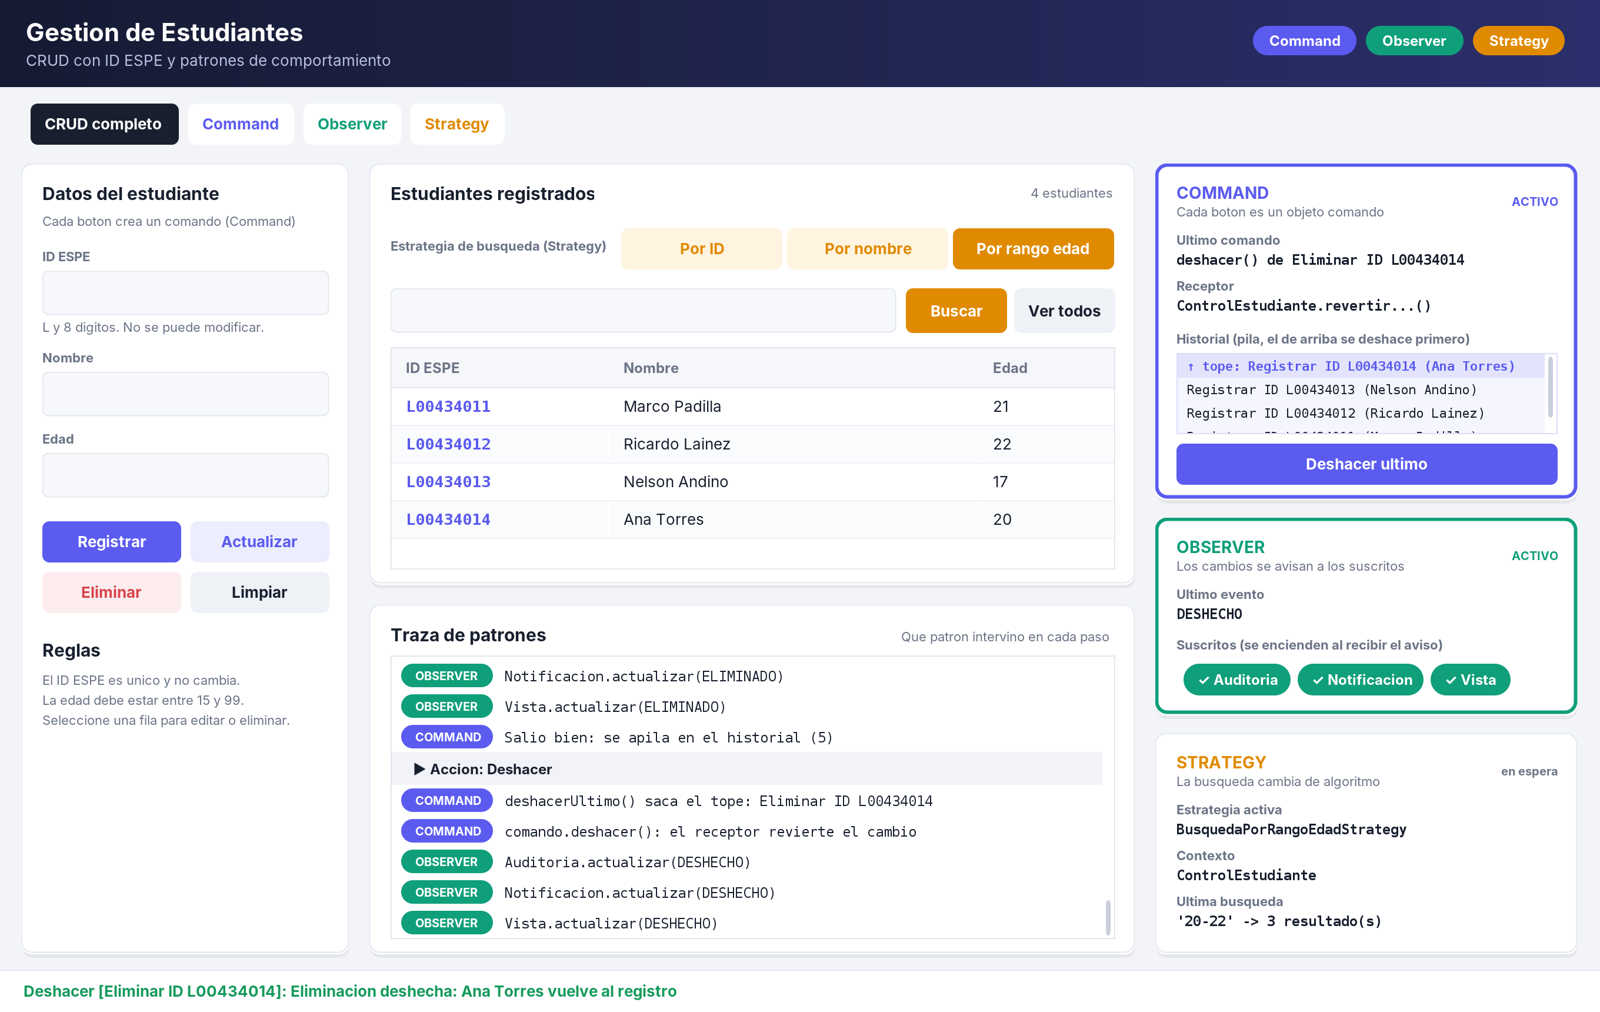 Gestion de Estudiantes
CRUD con ID ESPE y patrones de comportamiento
Command
Observer
Strategy
CRUD completo
Command
Observer
Strategy
Datos del estudiante
Cada boton crea un comando (Command)
ID ESPE
L y 8 digitos. No se puede modificar.
Nombre
Edad
Registrar
Actualizar
Eliminar
Limpiar
Reglas
El ID ESPE es unico y no cambia.
La edad debe estar entre 15 y 99.
Seleccione una fila para editar o eliminar.
Estudiantes registrados
4 estudiantes
Estrategia de busqueda (Strategy)
Por ID
Por nombre
Por rango edad
Buscar
Ver todos
ID ESPE Nombre Edad
L00434011 Marco Padilla 21
L00434012 Ricardo Lainez 22
L00434013 Nelson Andino 17
L00434014 Ana Torres 20
Traza de patrones
Que patron intervino en cada paso
OBSERVER Notificacion.actualizar(ELIMINADO)
OBSERVER Vista.actualizar(ELIMINADO)
COMMAND Salio bien: se apila en el historial (5)
▶ Accion: Deshacer
COMMAND deshacerUltimo() saca el tope: Eliminar ID L00434014
COMMAND comando.deshacer(): el receptor revierte el cambio
OBSERVER Auditoria.actualizar(DESHECHO)
OBSERVER Notificacion.actualizar(DESHECHO)
OBSERVER Vista.actualizar(DESHECHO)
COMMAND
Cada boton es un objeto comando
ACTIVO
Ultimo comando
deshacer() de Eliminar ID L00434014
Receptor
ControlEstudiante.revertir...()
Historial (pila, el de arriba se deshace primero)
↑ tope: Registrar ID L00434014 (Ana Torres)
Registrar ID L00434013 (Nelson Andino)
Registrar ID L00434012 (Ricardo Lainez)
Deshacer ultimo
OBSERVER
Los cambios se avisan a los suscritos
ACTIVO
Ultimo evento
DESHECHO
Suscritos (se encienden al recibir el aviso)
✓ Auditoria
✓ Notificacion
✓ Vista
STRATEGY
La busqueda cambia de algoritmo
en espera
Estrategia activa
BusquedaPorRangoEdadStrategy
Contexto
ControlEstudiante
Ultima busqueda
'20-22' -> 3 resultado(s)
Deshacer [Eliminar ID L00434014]: Eliminacion deshecha: Ana Torres vuelve al registro